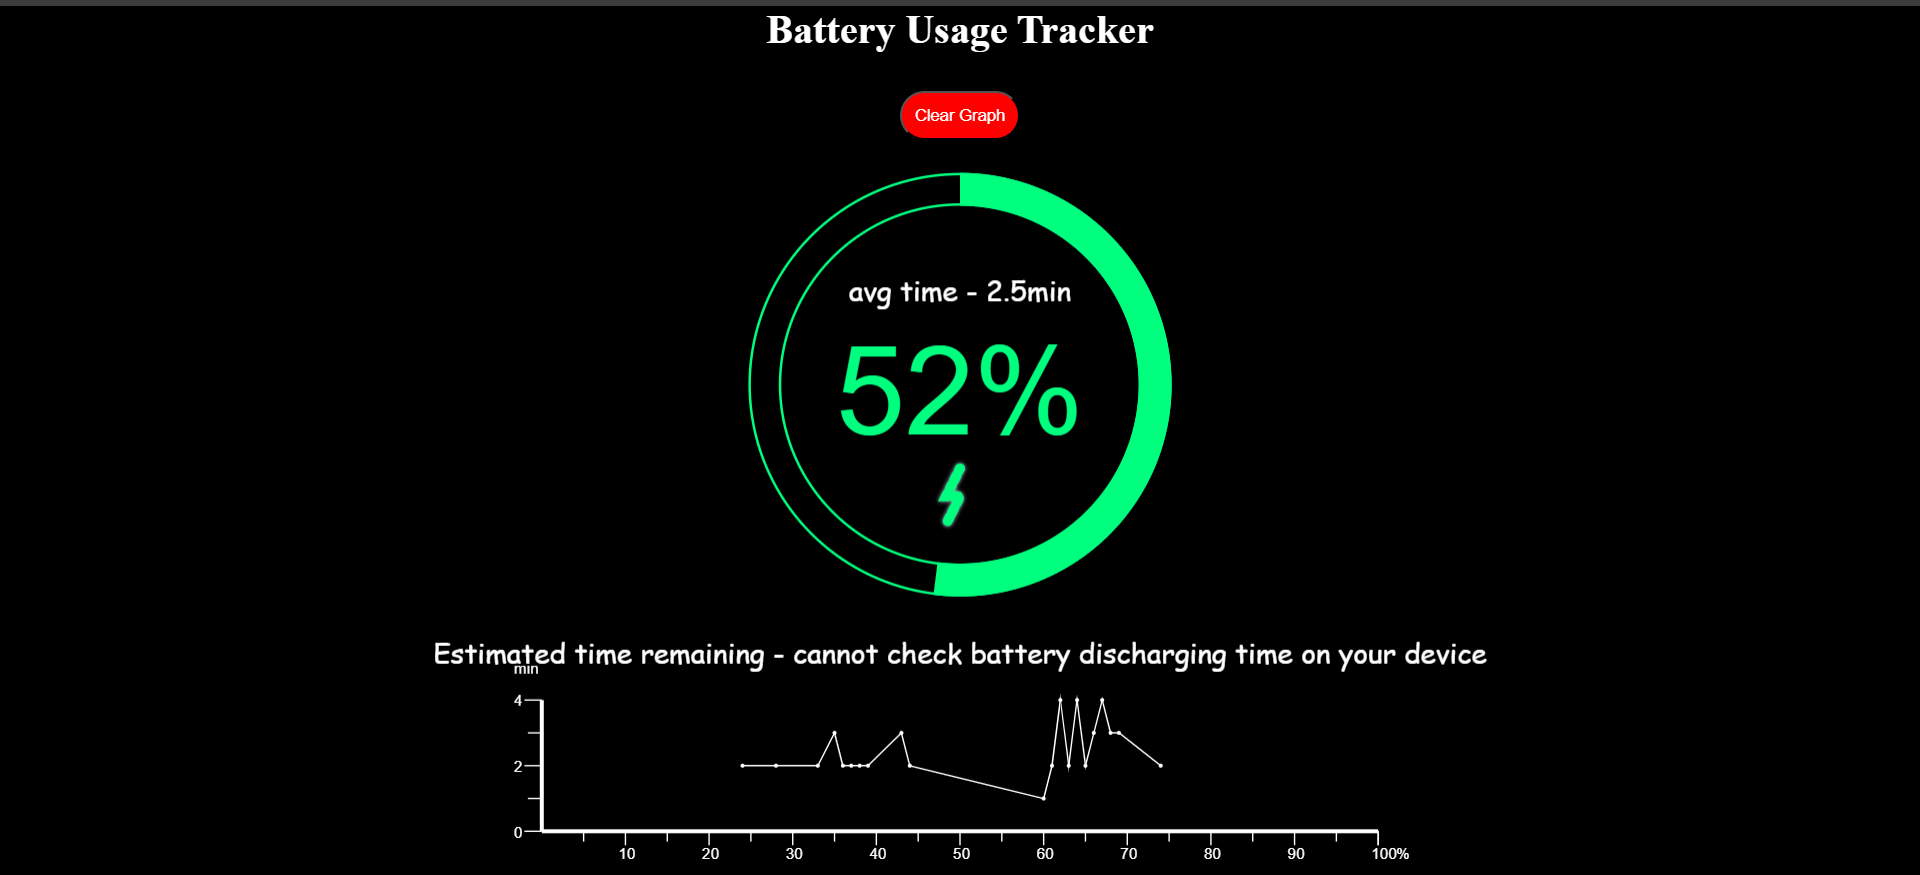 Battery Usage Tracker
Clear Graph
avg time - 2.5min
52%
Estimated time remaining - cannot check battery discharging time on your device
min
4
2
0
10 20 30 40 50 60 70 80 90 100%